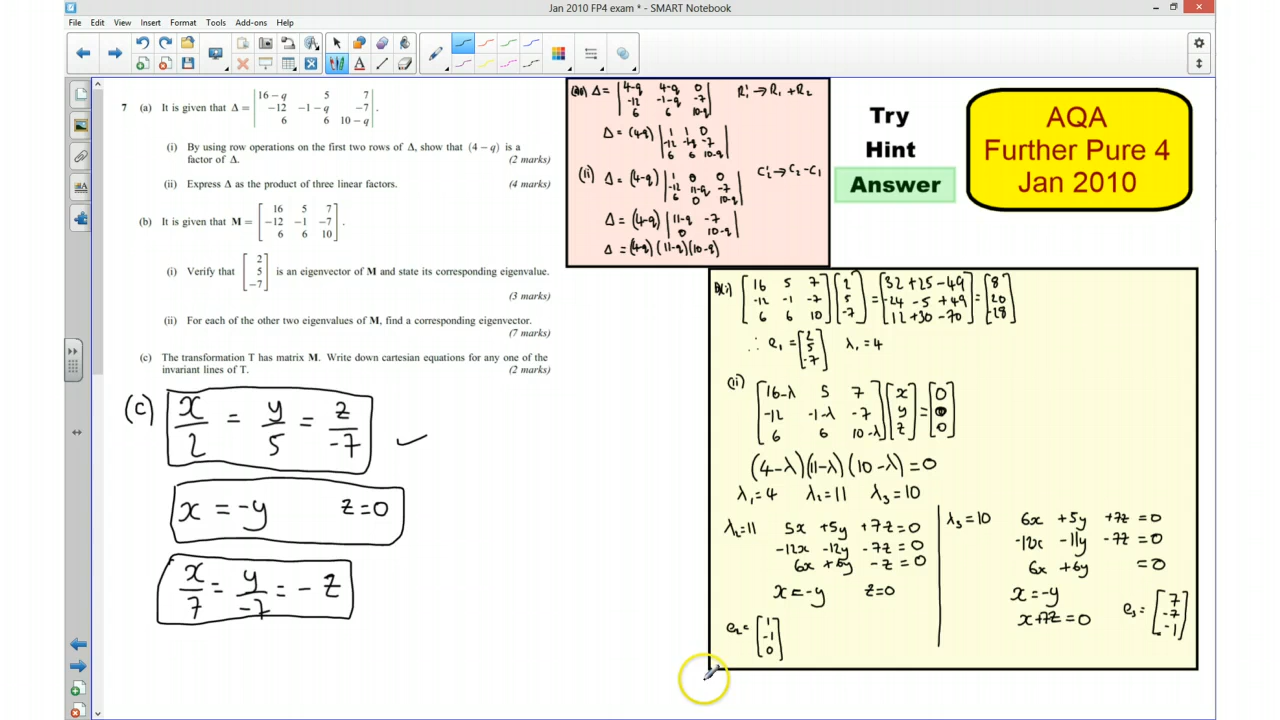 Jan 2010 FP4 exam * - SMART Notebook
File Edit View Insert Format Tools Add-ons Help
7 (a) It is given that Δ = | 16 − q 5 7 |
| −12 −1 − q −7 | .
| 6 6 10 − q |
(i) By using row operations on the first two rows of Δ, show that (4 − q) is a
factor of Δ. (2 marks)
(ii) Express Δ as the product of three linear factors. (4 marks)
(b) It is given that M = [ 16 5 7 ]
[ −12 −1 −7 ] .
[ 6 6 10 ]
(i) Verify that [ 2 ]
[ 5 ] is an eigenvector of M and state its corresponding eigenvalue.
[ −7 ]
(3 marks)
(ii) For each of the other two eigenvalues of M, find a corresponding eigenvector.
(7 marks)
(c) The transformation T has matrix M. Write down cartesian equations for any one of the
invariant lines of T. (2 marks)
(c) x/2 = y/5 = z/-7 ✓
x = -y z=0
x/7 = y/-7 = - z
Δ = | 4-q 4-q 0 | R₁' → R₁ + R₂
| -12 -1-q -7 |
| 6 6 10-q |
Δ = (4-q) | 1 1 0 |
| -12 -1-q -7 |
| 6 6 10-q |
(ii) Δ = (4-q) | 1 0 0 | C₂' → C₂ - C₁
| -12 11-q -7 |
| 6 0 10-q |
Δ = (4-q) | 11-q -7 |
| 0 10-q |
Δ = (4-q)(11-q)(10-q)
Try
Hint
Answer
AQA
Further Pure 4
Jan 2010
b(i) [ 16 5 7 ] [ 2 ] = [ 32 + 25 - 49 ] = [ 8 ]
[ -12 -1 -7 ] [ 5 ] [ -24 - 5 + 49 ] [ 20 ]
[ 6 6 10 ] [ -7 ] [ 12 + 30 - 70 ] [ -28 ]
∴ e₁ = [ 2 ] λ₁ = 4
[ 5 ]
[ -7 ]
(ii) [ 16-λ 5 7 ] [ x ] = [ 0 ]
[ -12 -1-λ -7 ] [ y ] [ 0 ]
[ 6 6 10-λ ] [ z ] [ 0 ]
(4-λ)(11-λ)(10-λ) = 0
λ₁ = 4 λ₂ = 11 λ₃ = 10
λ₂ = 11 5x + 5y + 7z = 0
-12x - 12y - 7z = 0
6x + 6y - z = 0
x = -y z = 0
e₂ = [ 1 ]
[ -1 ]
[ 0 ]
λ₃ = 10 6x + 5y + 7z = 0
-12x - 11y - 7z = 0
6x + 6y = 0
x = -y
x + 7z = 0
e₃ = [ 7 ]
[ -7 ]
[ -1 ]